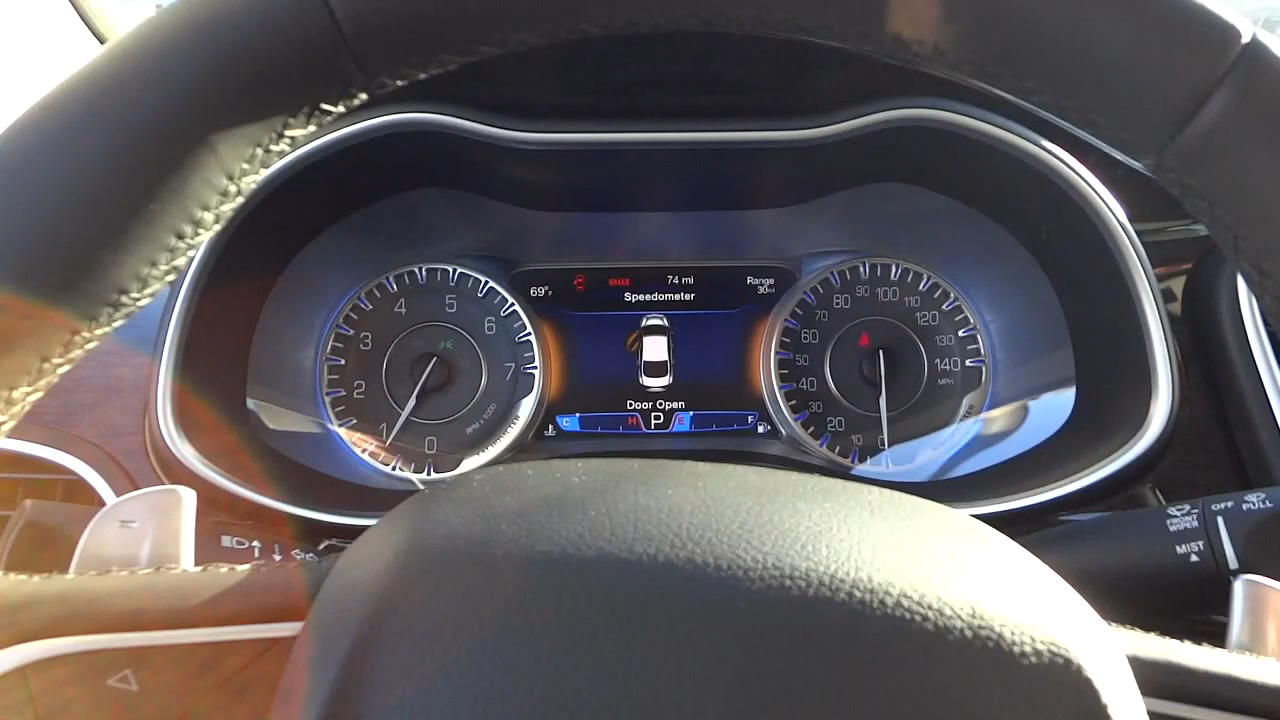 69°F BRAKE 74 mi Range
30mi
Speedometer
Door Open
C H P E F
0 1 2 3 4 5 6 7
RPM x 1000
0 10 20 30 40 50 60 70 80 90 100 110 120 130 140
MPH
FRONT
WIPER
OFF PULL
MIST